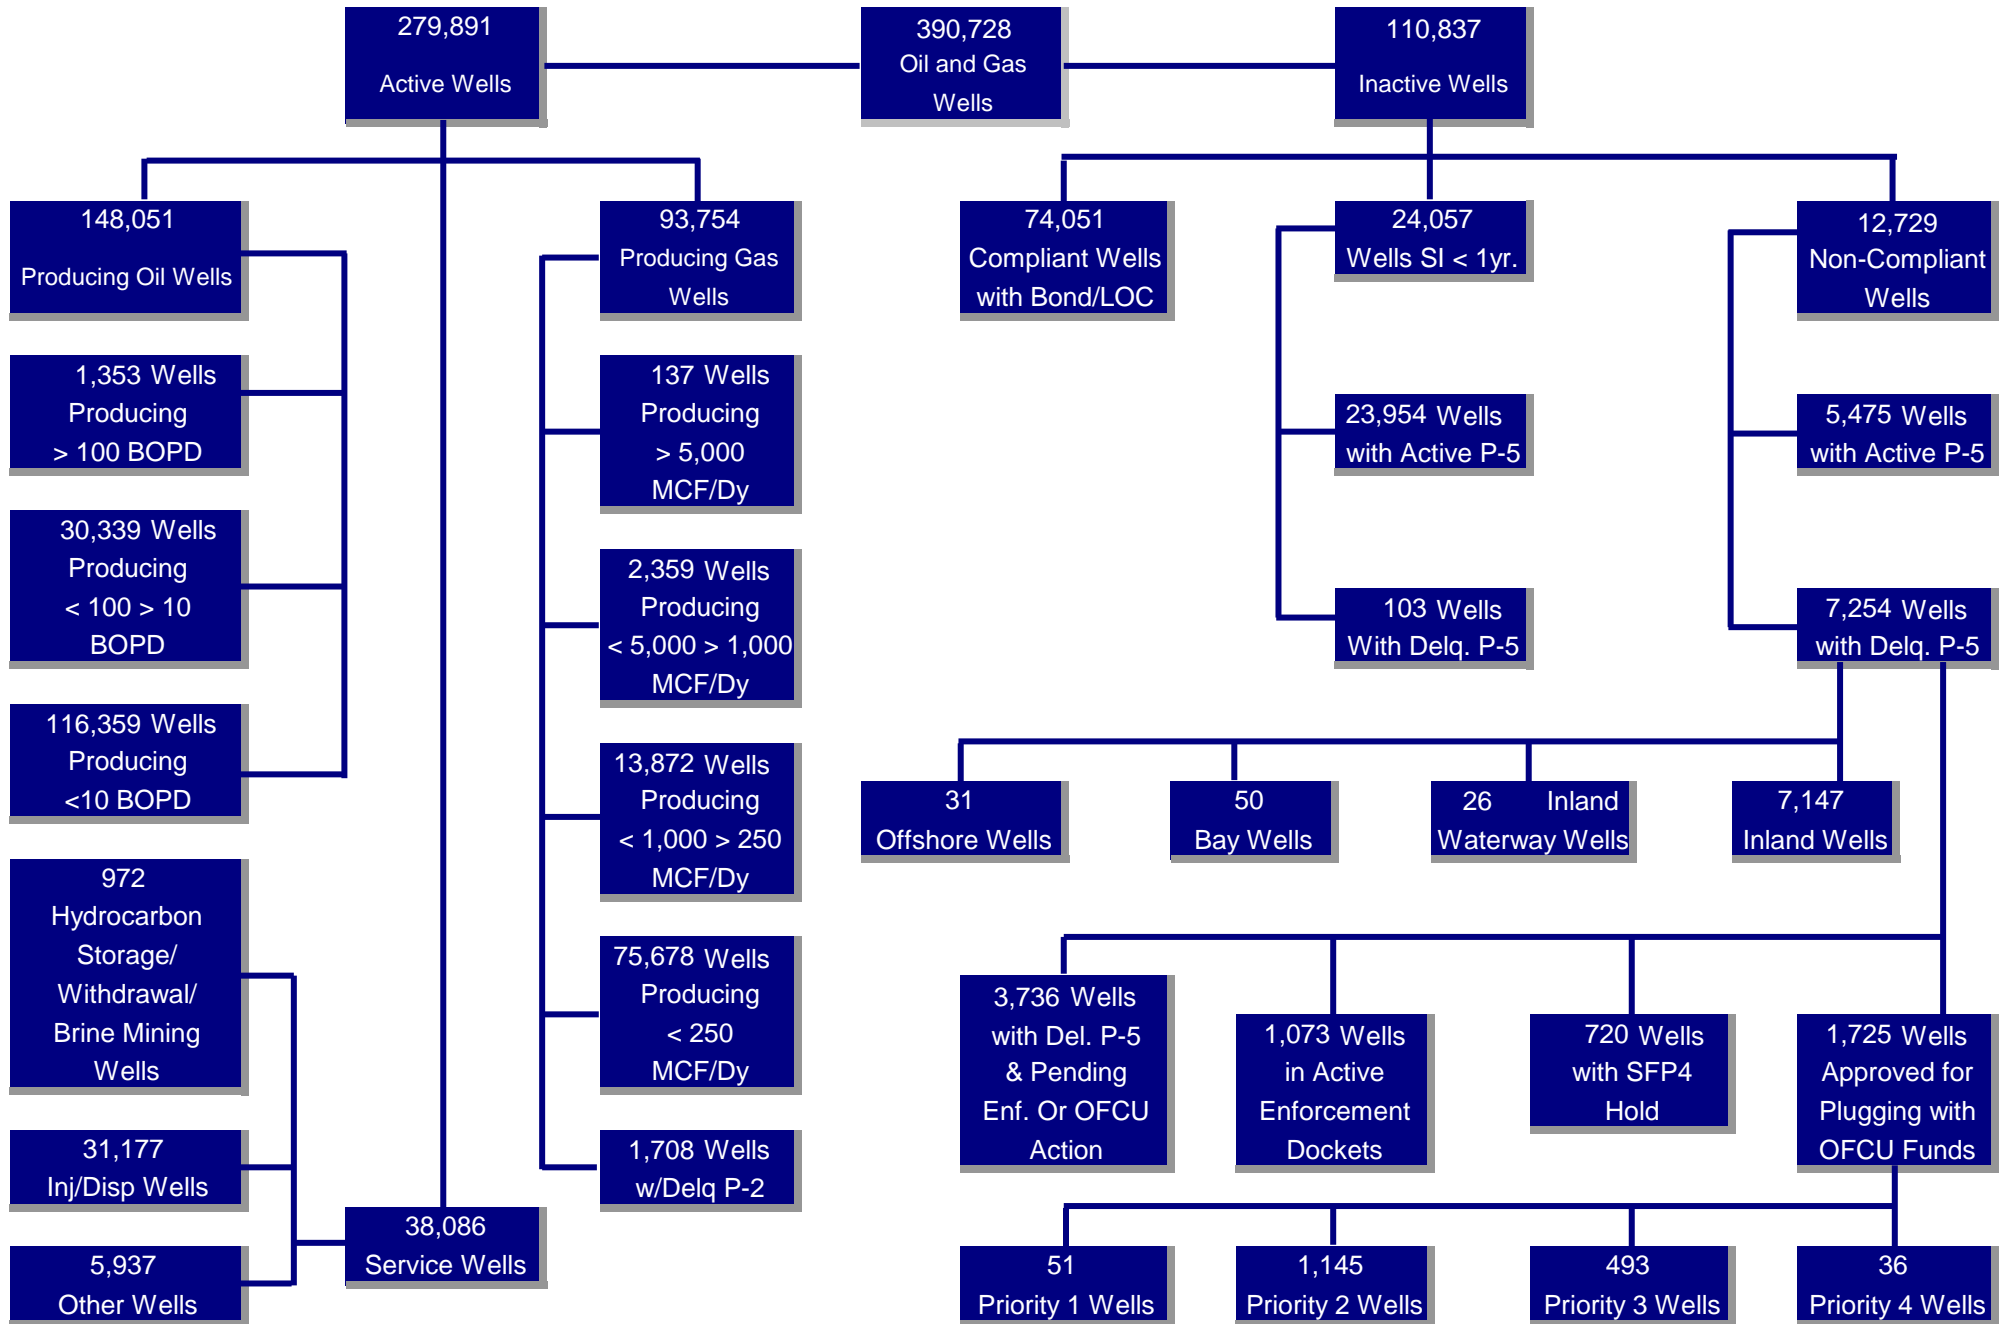 279,891
Active Wells
390,728
Oil and Gas
Wells
110,837
Inactive Wells
148,051
Producing Oil Wells
93,754
Producing Gas
Wells
74,051
Compliant Wells
with Bond/LOC
24,057
Wells SI < 1yr.
12,729
Non-Compliant
Wells
1,353 Wells
Producing
> 100 BOPD
137 Wells
Producing
> 5,000
MCF/Dy
23,954 Wells
with Active P-5
5,475 Wells
with Active P-5
30,339 Wells
Producing
< 100 > 10
BOPD
2,359 Wells
Producing
< 5,000 > 1,000
MCF/Dy
103 Wells
With Delq. P-5
7,254 Wells
with Delq. P-5
116,359 Wells
Producing
<10 BOPD
13,872 Wells
Producing
< 1,000 > 250
MCF/Dy
31
Offshore Wells
50
Bay Wells
26 Inland
Waterway Wells
7,147
Inland Wells
972
Hydrocarbon
Storage/
Withdrawal/
Brine Mining
Wells
75,678 Wells
Producing
< 250
MCF/Dy
3,736 Wells
with Del. P-5
& Pending
Enf. Or OFCU
Action
1,073 Wells
in Active
Enforcement
Dockets
720 Wells
with SFP4
Hold
1,725 Wells
Approved for
Plugging with
OFCU Funds
31,177
Inj/Disp Wells
1,708 Wells
w/Delq P-2
38,086
Service Wells
5,937
Other Wells
51
Priority 1 Wells
1,145
Priority 2 Wells
493
Priority 3 Wells
36
Priority 4 Wells